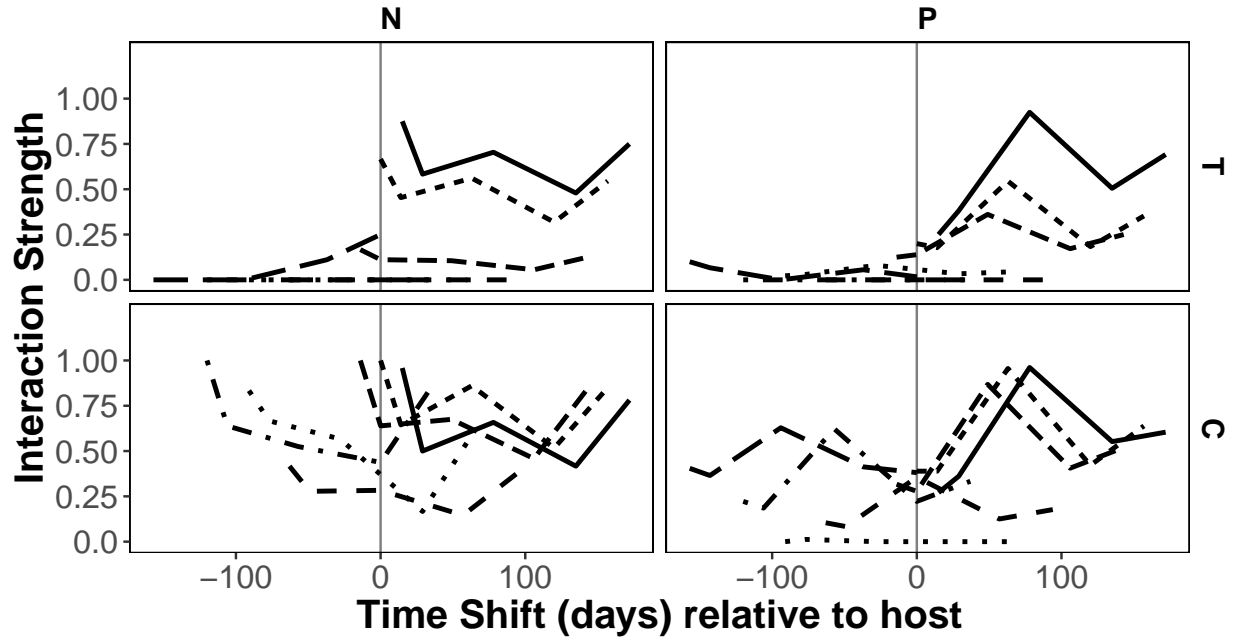 N P
1.00
0.75
0.50
0.25
0.0
T
1.00
0.75
0.50
0.25
0.0
C
Interaction Strength
−100 0 100 −100 0 100
Time Shift (days) relative to host